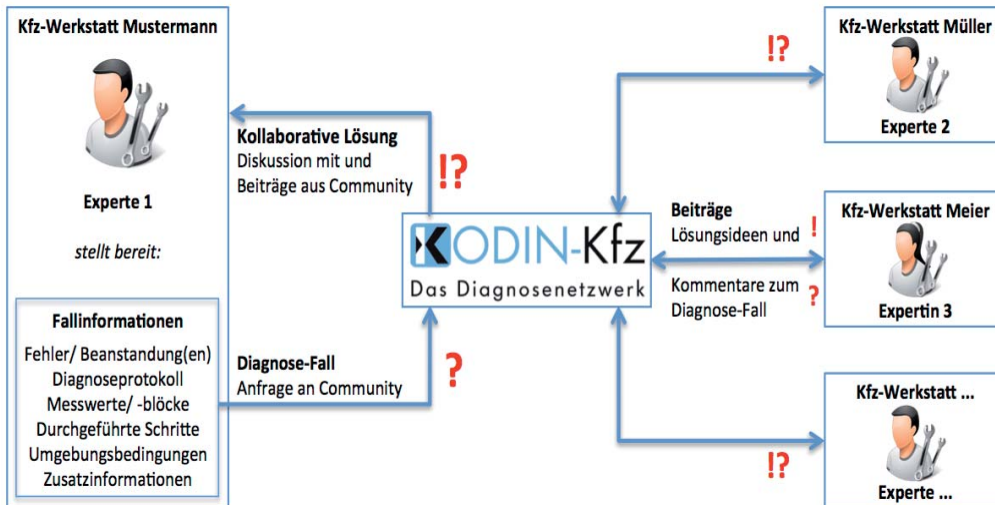 Kfz-Werkstatt Mustermann
Experte 1
stellt bereit:
Fallinformationen
Fehler/ Beanstandung(en)
Diagnoseprotokoll
Messwerte/ -blöcke
Durchgeführte Schritte
Umgebungsbedingungen
Zusatzinformationen
Kollaborative Lösung
Diskussion mit und
Beiträge aus Community
!?
Diagnose-Fall
Anfrage an Community
?
KODIN-Kfz
Das Diagnosenetzwerk
!?
Beiträge
Lösungsideen und
!
Kommentare zum
Diagnose-Fall
?
!?
Kfz-Werkstatt Müller
Experte 2
Kfz-Werkstatt Meier
Expertin 3
Kfz-Werkstatt ...
Experte ...